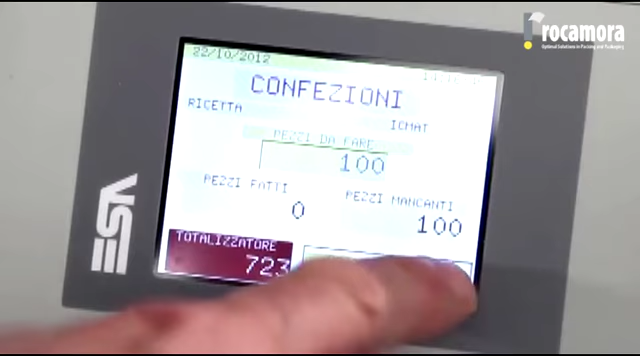 rocamora
Optimal Solutions in Packing and Packaging
22/10/2012
CONFEZIONI
RICETTA
ICMAT
PEZZI DA FARE
100
PEZZI FATTI
PEZZI MANCANTI
0
100
TOTALIZZATORE
723
ESA